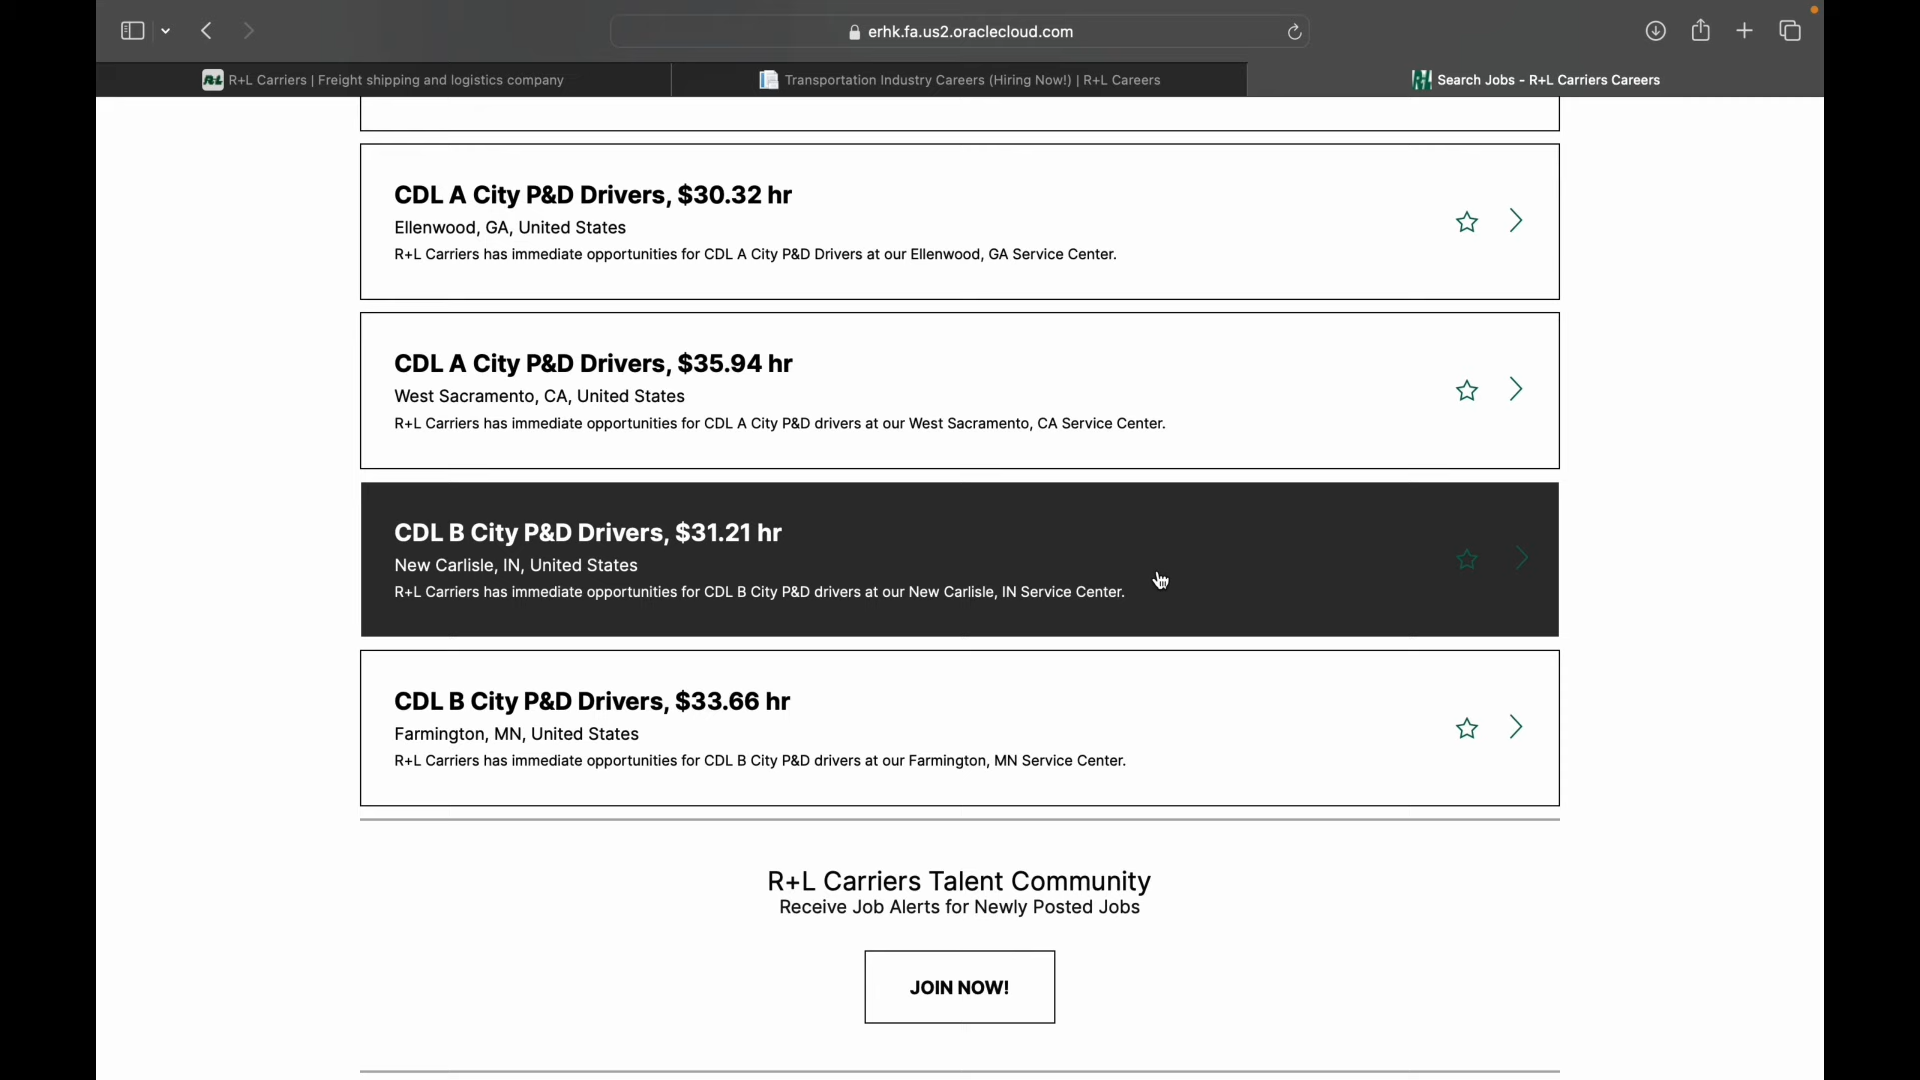 erhk.fa.us2.oraclecloud.com
R+L R+L Carriers | Freight shipping and logistics company
Transportation Industry Careers (Hiring Now!) | R+L Careers
Search Jobs - R+L Carriers Careers
CDL A City P&D Drivers, $30.32 hr
Ellenwood, GA, United States
R+L Carriers has immediate opportunities for CDL A City P&D Drivers at our Ellenwood, GA Service Center.
CDL A City P&D Drivers, $35.94 hr
West Sacramento, CA, United States
R+L Carriers has immediate opportunities for CDL A City P&D drivers at our West Sacramento, CA Service Center.
CDL B City P&D Drivers, $31.21 hr
New Carlisle, IN, United States
R+L Carriers has immediate opportunities for CDL B City P&D drivers at our New Carlisle, IN Service Center.
CDL B City P&D Drivers, $33.66 hr
Farmington, MN, United States
R+L Carriers has immediate opportunities for CDL B City P&D drivers at our Farmington, MN Service Center.
R+L Carriers Talent Community
Receive Job Alerts for Newly Posted Jobs
JOIN NOW!